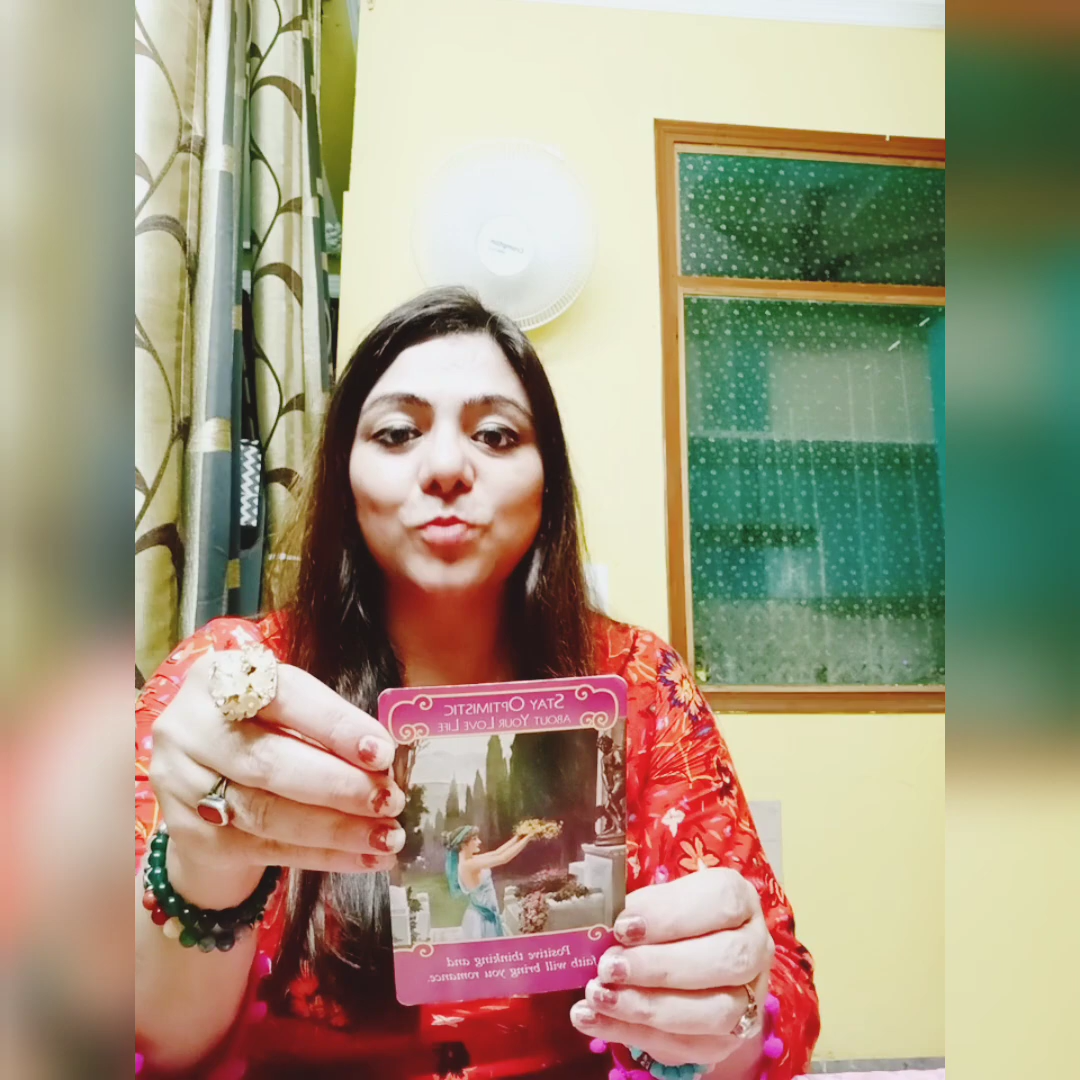 STAY OPTIMISTIC
ABOUT YOUR LOVE LIFE
Positive thinking and
faith will bring you romance.